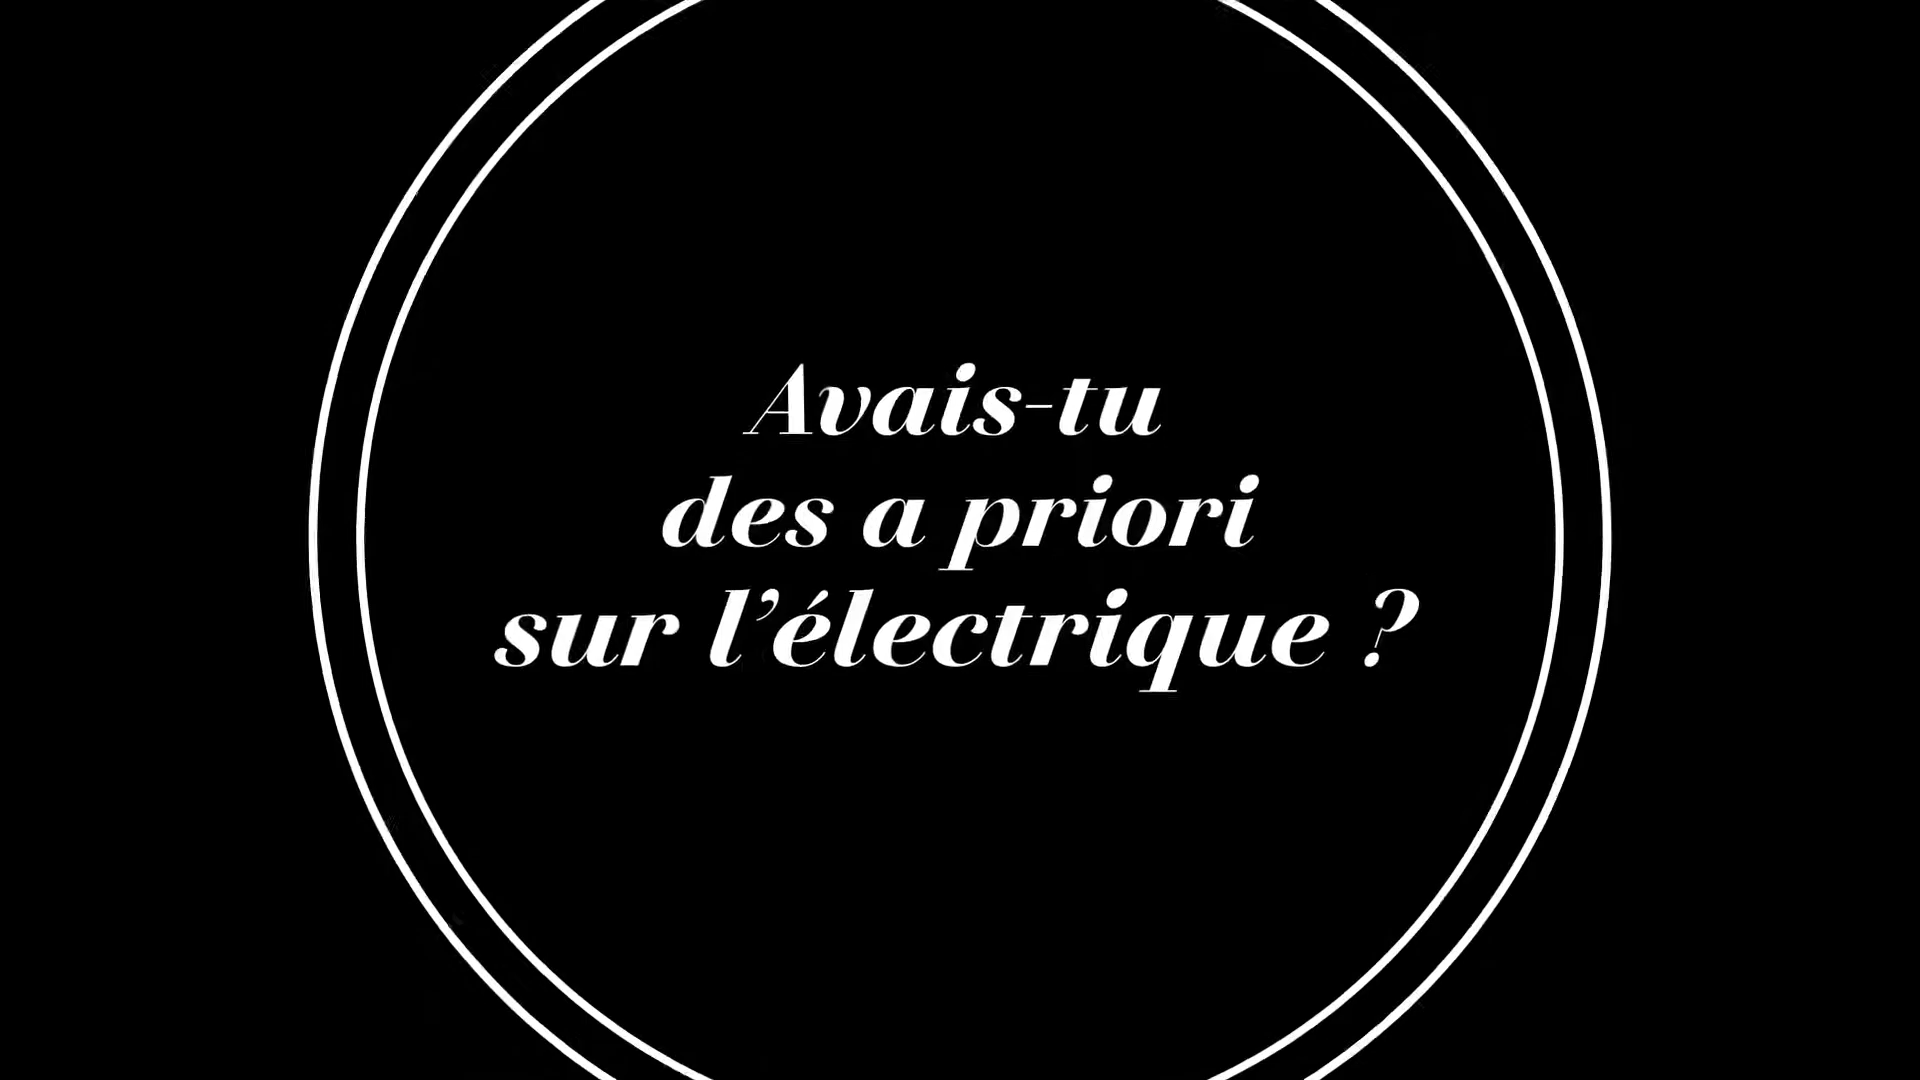 Avais-tu
des a priori
sur l’électrique ?